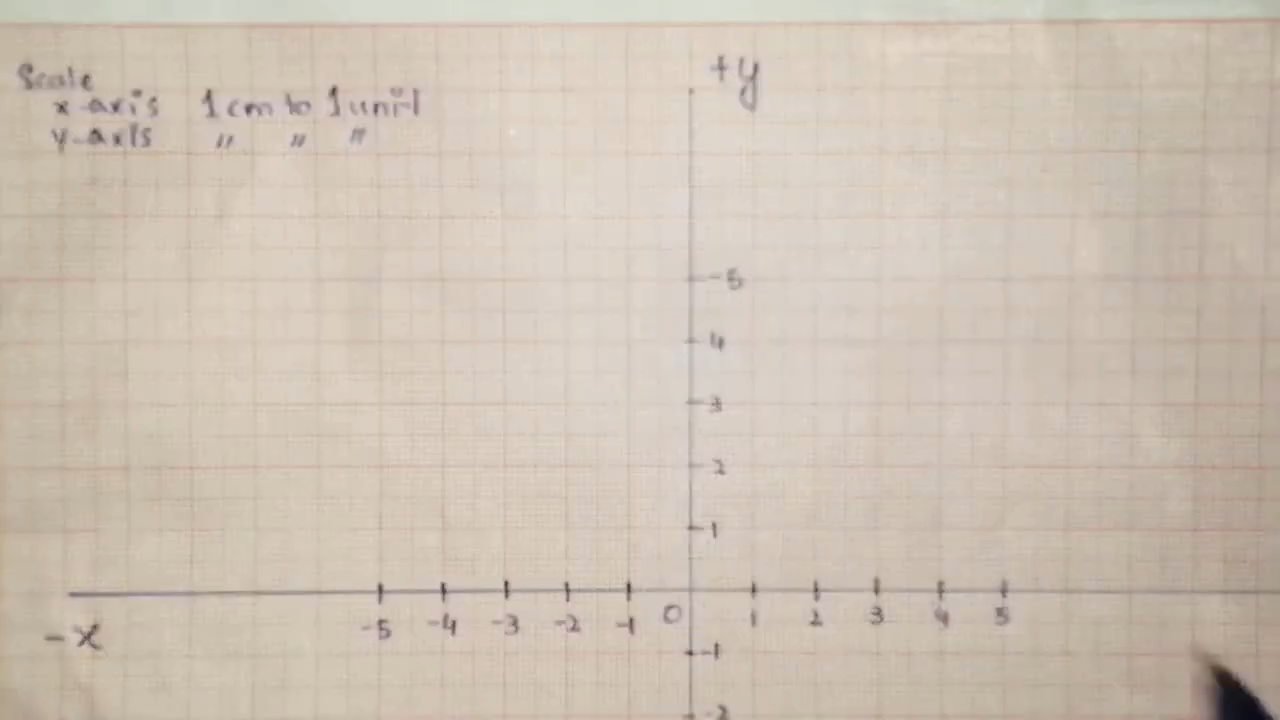 +y
Scale
x-axis 1cm to 1unit
y-axis " " "
5
4
3
2
1
-5 -4 -3 -2 -1 0 1 2 3 4 5
-x
-1
-2